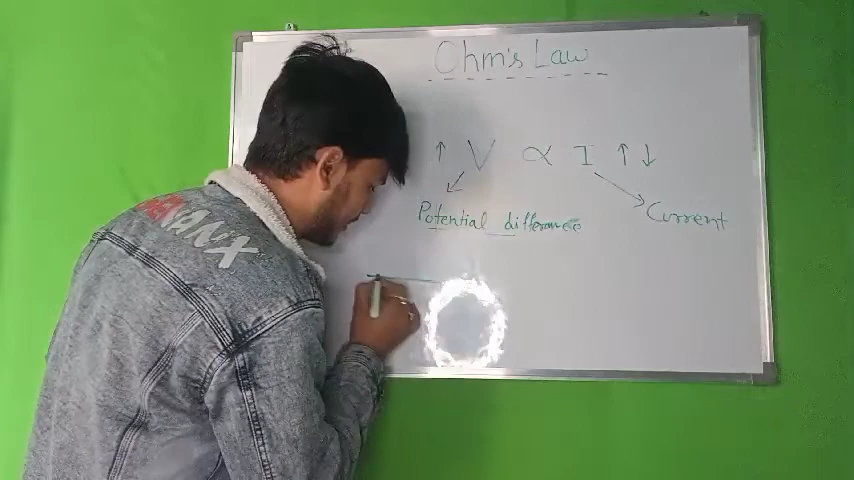 Ohm's Law
↑ V ∝ I ↑↓
Potential difference
Current